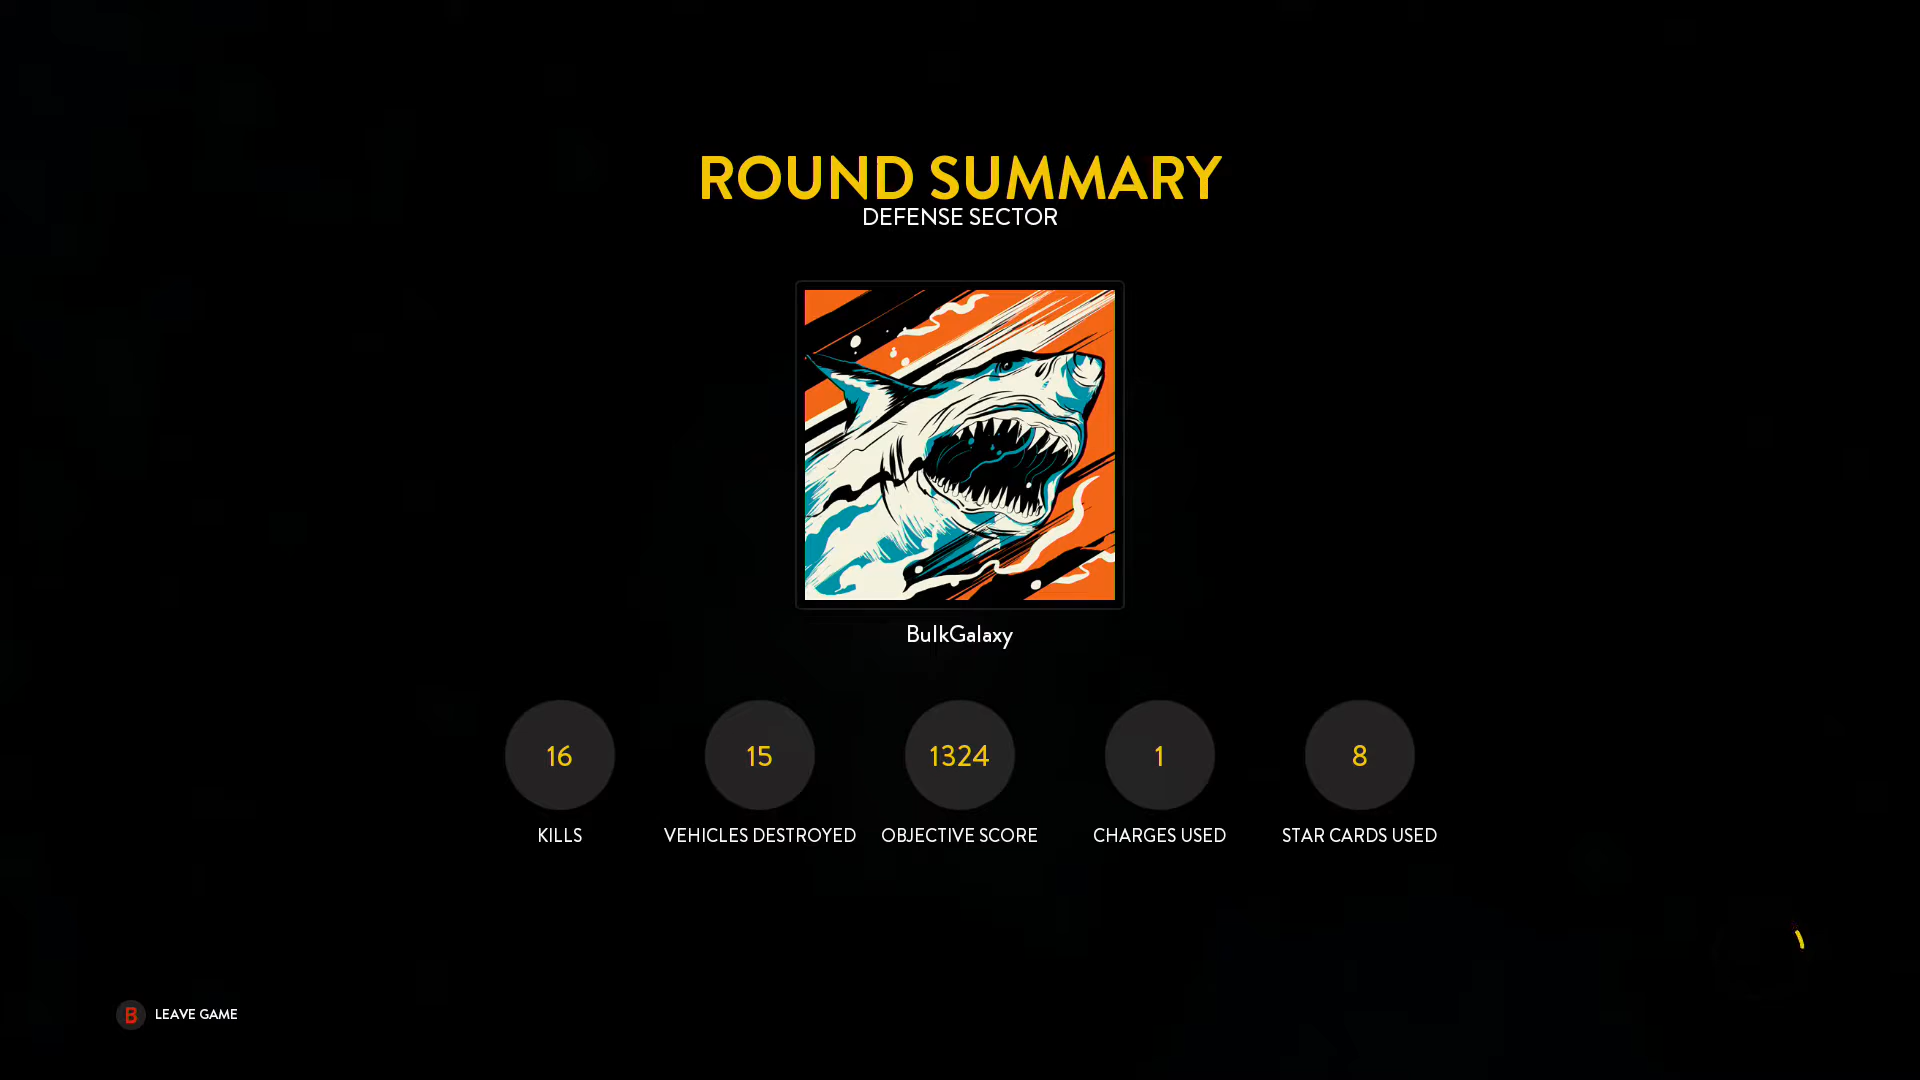 ROUND SUMMARY
DEFENSE SECTOR
BulkGalaxy
16 15 1324 1 8
KILLS VEHICLES DESTROYED OBJECTIVE SCORE CHARGES USED STAR CARDS USED
B LEAVE GAME